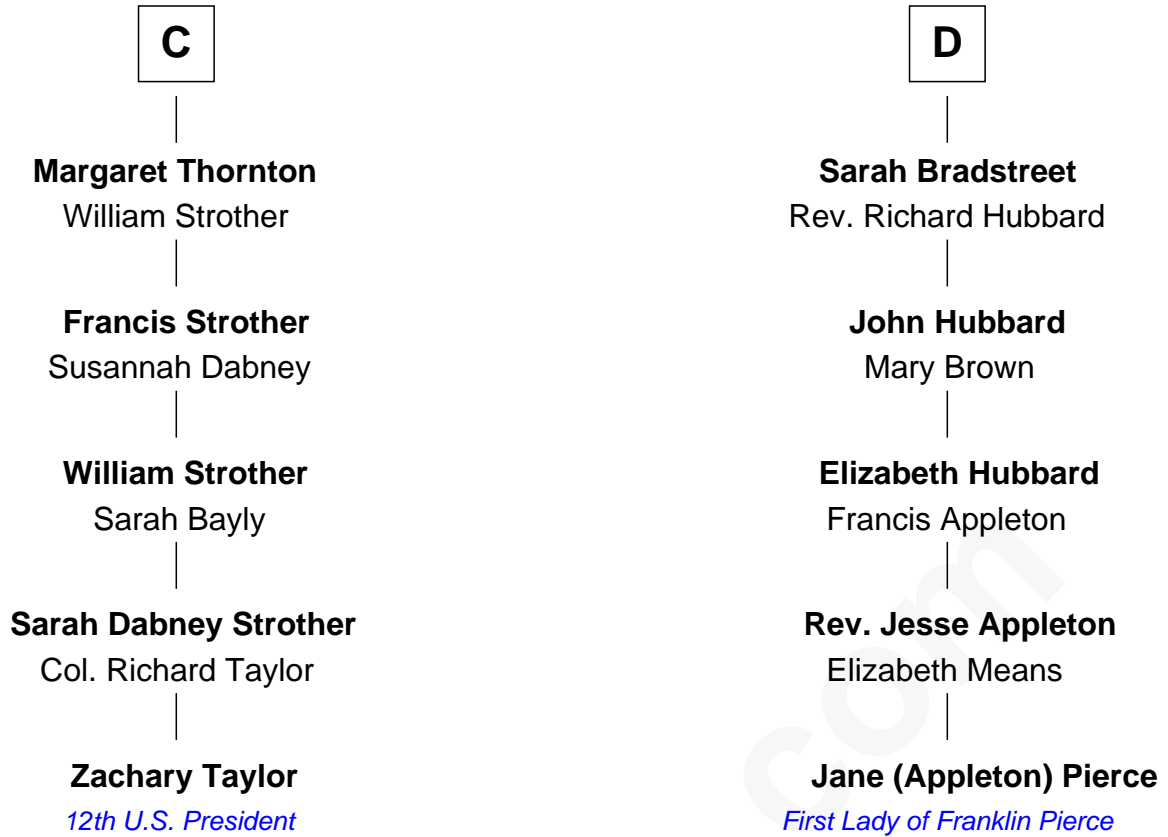 C
Margaret Thornton
William Strother
Francis Strother
Susannah Dabney
William Strother
Sarah Bayly
Sarah Dabney Strother
Col. Richard Taylor
Zachary Taylor
12th U.S. President
D
Sarah Bradstreet
Rev. Richard Hubbard
John Hubbard
Mary Brown
Elizabeth Hubbard
Francis Appleton
Rev. Jesse Appleton
Elizabeth Means
Jane (Appleton) Pierce
First Lady of Franklin Pierce
com